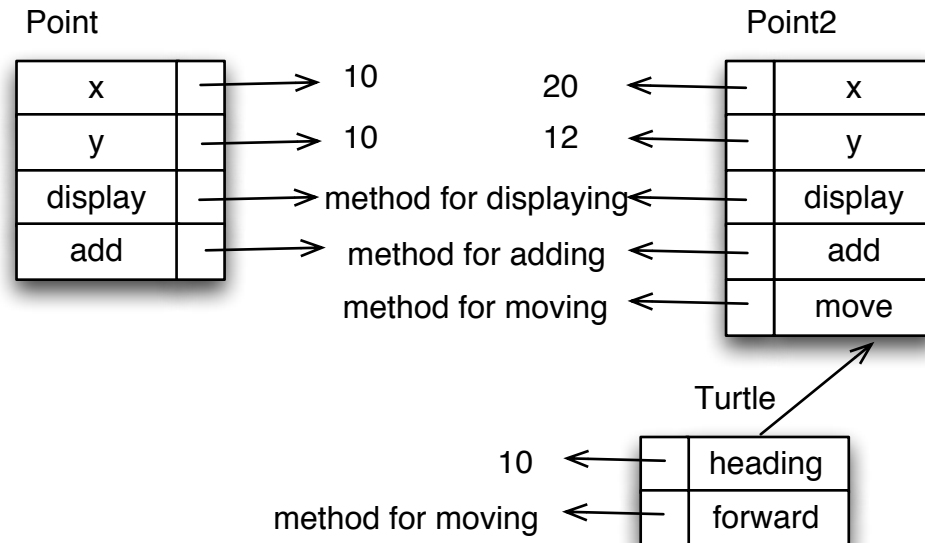 Point Point2
x 10 20 x
y 10 12 y
display method for displaying display
add method for adding add
method for moving move
Turtle
10 heading
method for moving forward